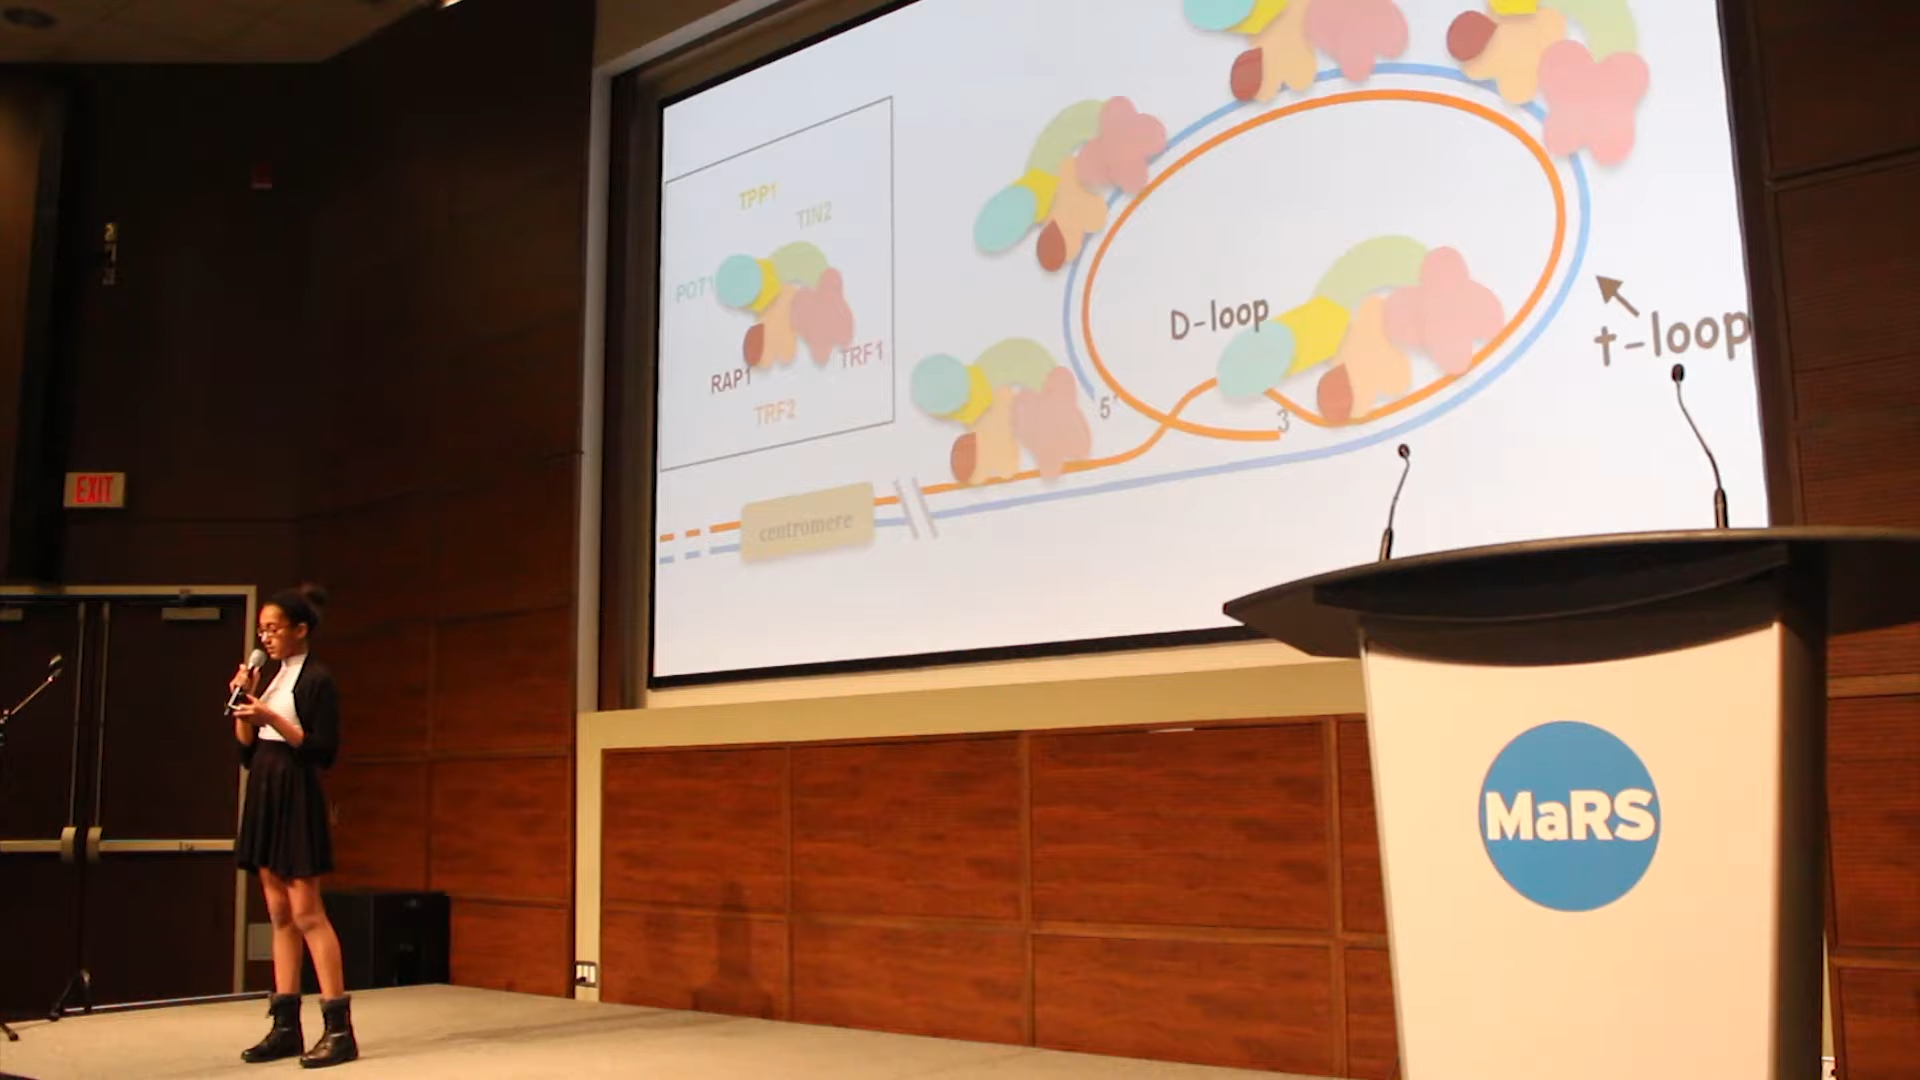 TPP1
TIN2
POT1
TRF1
RAP1
TRF2
D-loop
t-loop
5'
3
centromere
EXIT
MaRS